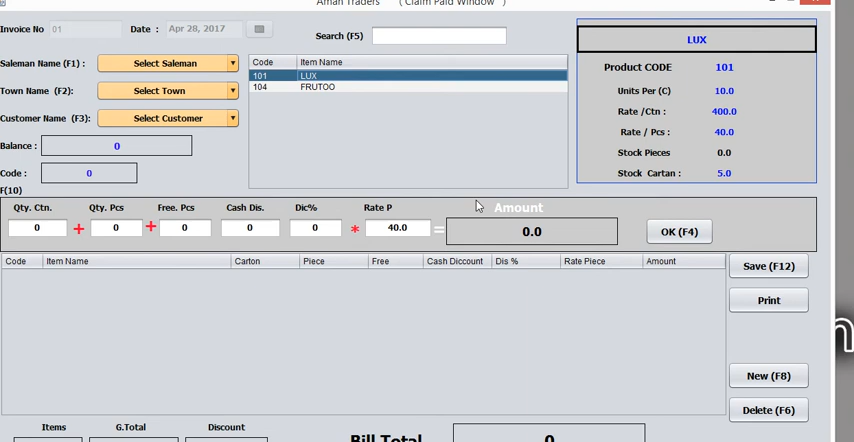 Aman Traders ( Claim Paid Window )
Invoice No 01 Date : Apr 28, 2017
Search (F5)
Saleman Name (F1) : Select Saleman
Town Name (F2): Select Town
Customer Name (F3): Select Customer
Balance : 0
Code : 0
F(10)
Code Item Name
101 LUX
104 FRUTOO
LUX
Product CODE 101
Units Per (C) 10.0
Rate /Ctn : 400.0
Rate / Pcs : 40.0
Stock Pieces 0.0
Stock Cartan : 5.0
Qty. Ctn. Qty. Pcs Free. Pcs Cash Dis. Dic% Rate P Amount
0 + 0 + 0 0 0 * 40.0 = 0.0 OK (F4)
Code Item Name Carton Piece Free Cash Diccount Dis % Rate Piece Amount
Save (F12)
Print
New (F8)
Delete (F6)
Items G.Total Discount
Bill Total 0